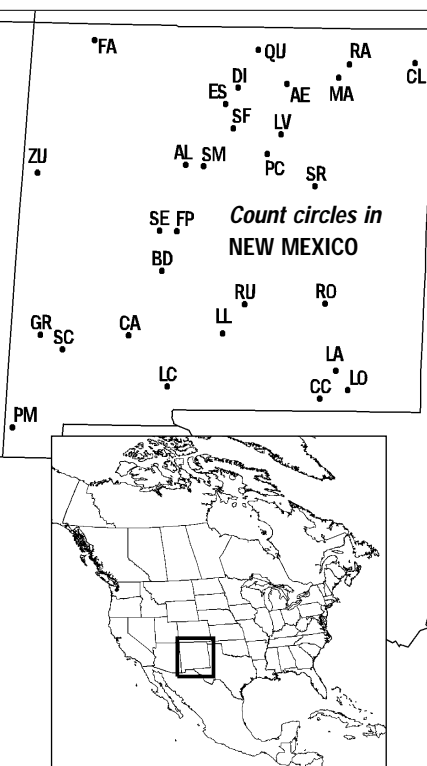 FA
QU
RA
CL
DI
AE
MA
ES
SF
LV
ZU
AL SM
PC
SR
SE FP
Count circles in
NEW MEXICO
BD
RU
RO
LL
GR
SC
CA
LA
LC
LO
CC
PM